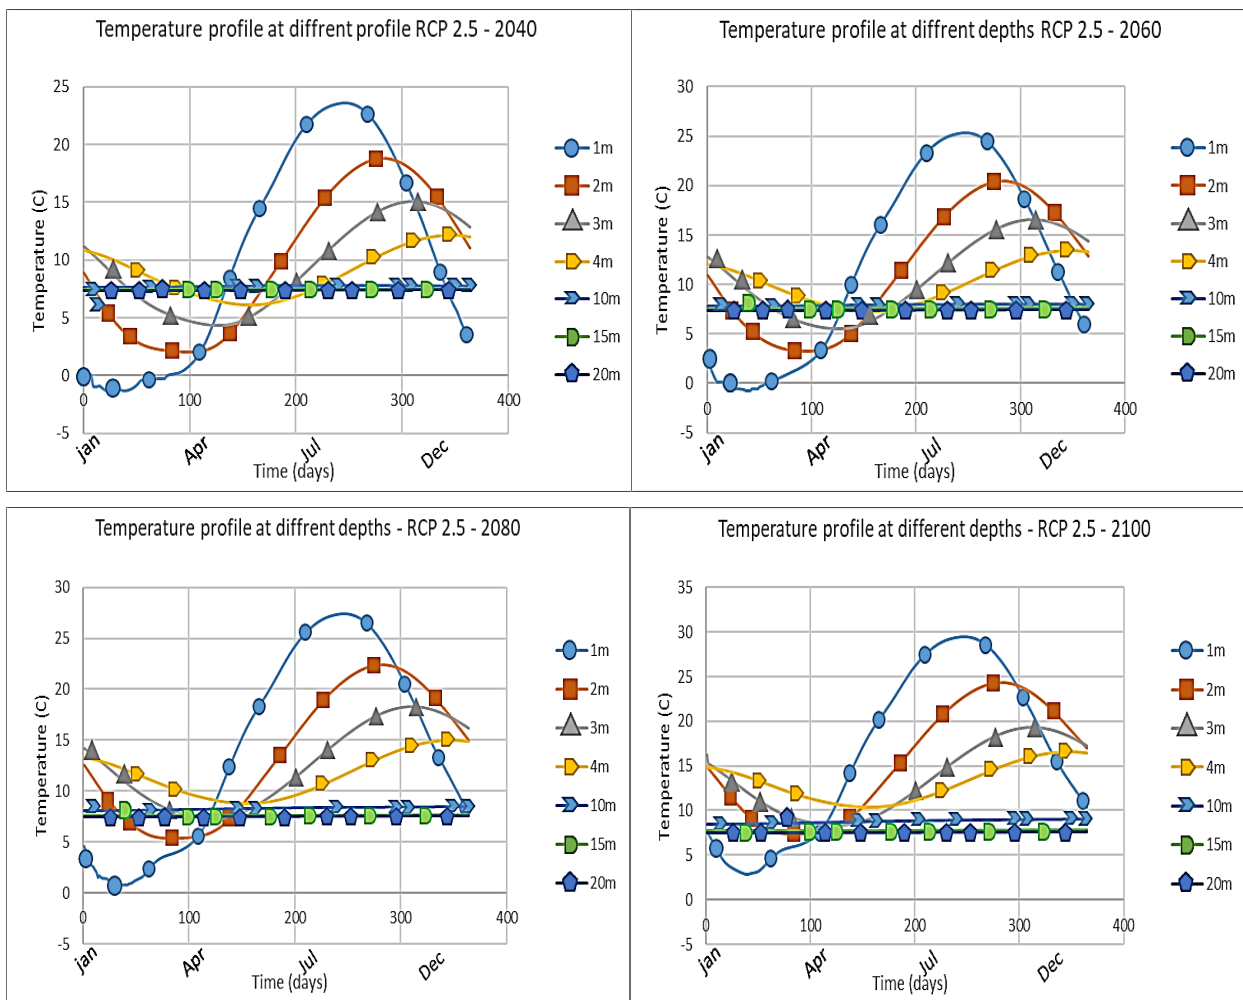 Temperature profile at diffrent profile RCP 2.5 - 2040
25
20
15
10
5
0
-5
0
100
200
300
400
jan
Apr
Jul
Dec
Temperature (C)
Time (days)
1m
2m
3m
4m
10m
15m
20m
Temperature profile at diffrent depths RCP 2.5 - 2060
30
25
20
15
10
5
0
-5
0
100
200
300
400
jan
Apr
Jul
Dec
Temperature (C)
Time (days)
1m
2m
3m
4m
10m
15m
20m
Temperature profile at diffrent depths - RCP 2.5 - 2080
30
25
20
15
10
5
0
-5
0
100
200
300
400
jan
Apr
Jul
Dec
Temperature (C)
Time (days)
1m
2m
3m
4m
10m
15m
20m
Temperature profile at different depths - RCP 2.5 - 2100
35
30
25
20
15
10
5
0
-5
0
100
200
300
400
jan
Apr
Jul
Dec
Temperature (C)
Time (days)
1m
2m
3m
4m
10m
15m
20m